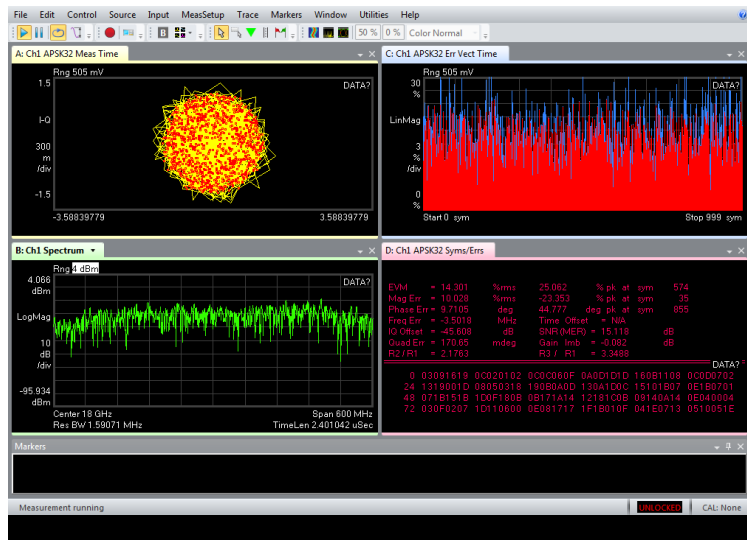 File Edit Control Source Input MeasSetup Trace Markers Window Utilities Help
50 % 0 % Color Normal
A: Ch1 APSK32 Meas Time
Rng 505 mV
1.5
DATA?
I-Q
300
m
/div
-1.5
-3.58839779 3.58839779
C: Ch1 APSK32 Err Vect Time
Rng 505 mV
30
%
DATA?
LinMag
3
%
/div
0
%
Start 0 sym Stop 999 sym
B: Ch1 Spectrum
Rng 4 dBm
4.066
dBm
DATA?
LogMag
10
dB
/div
-95.934
dBm
Center 18 GHz Span 600 MHz
Res BW 1.59071 MHz TimeLen 2.401042 uSec
D: Ch1 APSK32 Syms/Errs
EVM = 14.301 %rms 25.062 % pk at sym 574
Mag Err = 10.028 %rms -23.353 % pk at sym 35
Phase Err = 9.7105 deg 44.777 deg pk at sym 855
Freq Err = -3.5018 MHz Time Offset = N/A
IQ Offset = -45.608 dB SNR(MER) = 15.118 dB
Quad Err = 170.65 mdeg Gain Imb = -0.082 dB
R2/R1 = 2.1763 R3 / R1 = 3.3488
DATA?
0 03091619 0C020102 0C0C060F 0A0D1D1D 160B1108 0C0D0702
24 1319001D 08050318 190B0A0D 130A1D0C 15101B07 0E1B0701
48 071B151B 1D0F180B 0B171A14 12181C0B 09140A14 0E040004
72 030F0207 1D110600 0E081717 1F1B010F 041E0713 0510051E
Markers
Measurement running UNLOCKED CAL: None